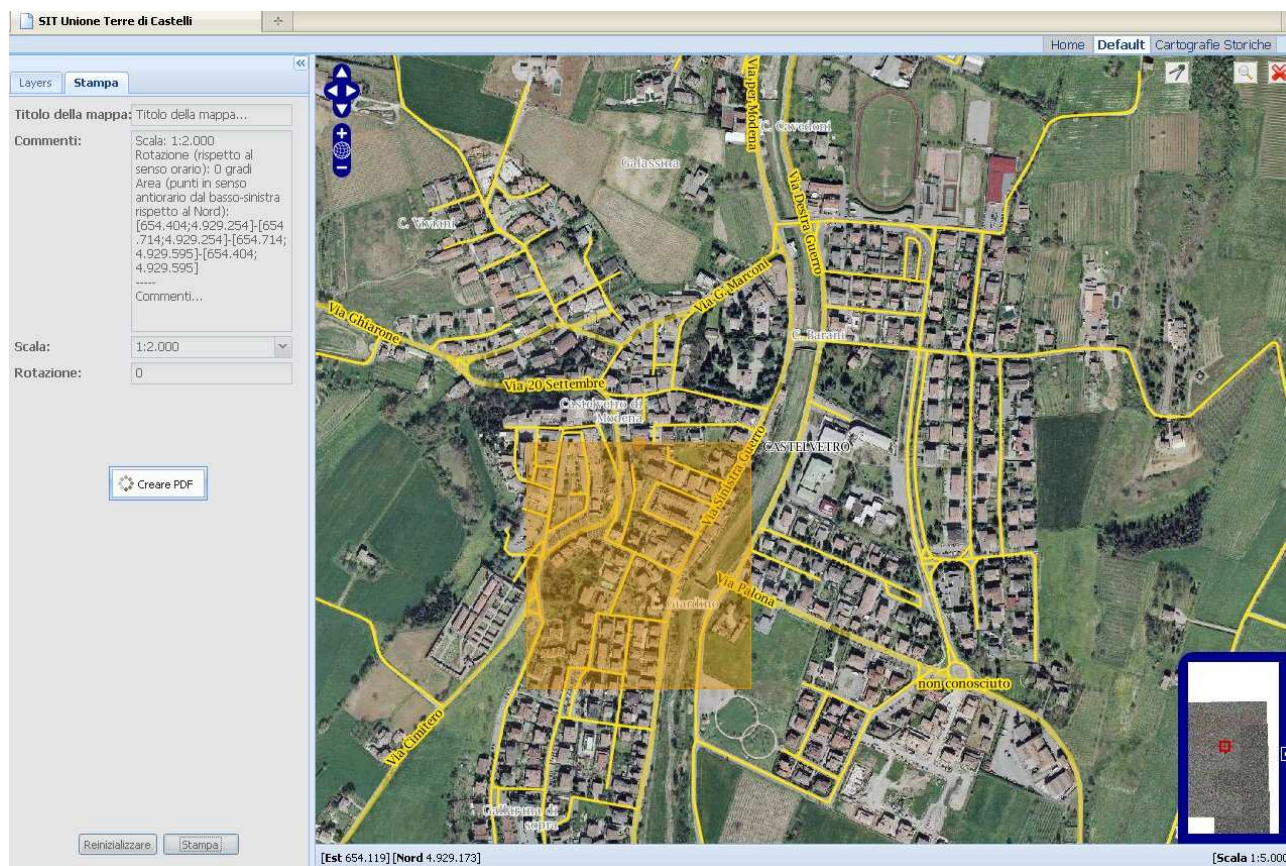 SIT Unione Terre di Castelli
Home Default Cartografie Storiche
Layers Stampa
Titolo della mappa: Titolo della mappa...
Commenti:
Scala: 1:2.000
Rotazione (rispetto al
senso orario): 0 gradi
Area (punti in senso
antiorario dal basso-sinistra
rispetto al Nord):
[654.404;4.929.254]-[654
.714;4.929.254]-[654.714;
4.929.595]-[654.404;
4.929.595]
-----
Commenti...
Scala: 1:2.000
Rotazione: 0
Creare PDF
Reinizializzare Stampa
Via per Modena
C. Cavedoni
Galassina
Via Destra Guerro
C. Viviani
Via G. Marconi
Via Ghiarone
C. Barani
Via 20 Settembre
Castelvetro di
Modena
CASTELVETRO
Via Sinistra Guerro
Via Palona
non conosciuto
Via Cimitero
sopra
[Est 654.119] [Nord 4.929.173]
[Scala 1:5.000